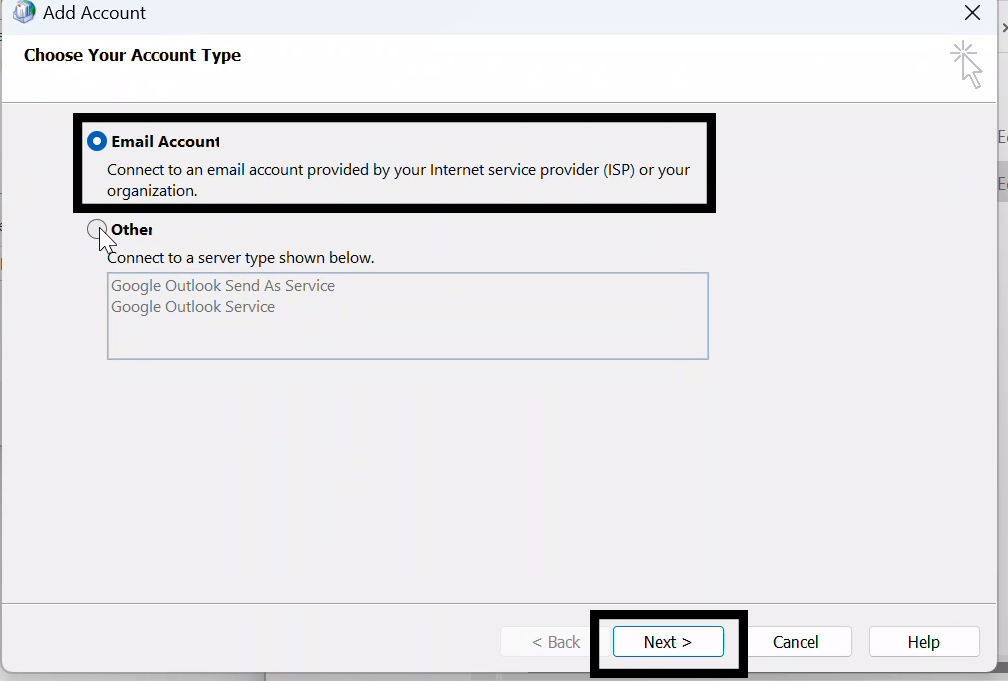 Add Account
Choose Your Account Type
Email Account
Connect to an email account provided by your Internet service provider (ISP) or your
organization.
Other
Connect to a server type shown below.
Google Outlook Send As Service
Google Outlook Service
< Back
Next >
Cancel
Help